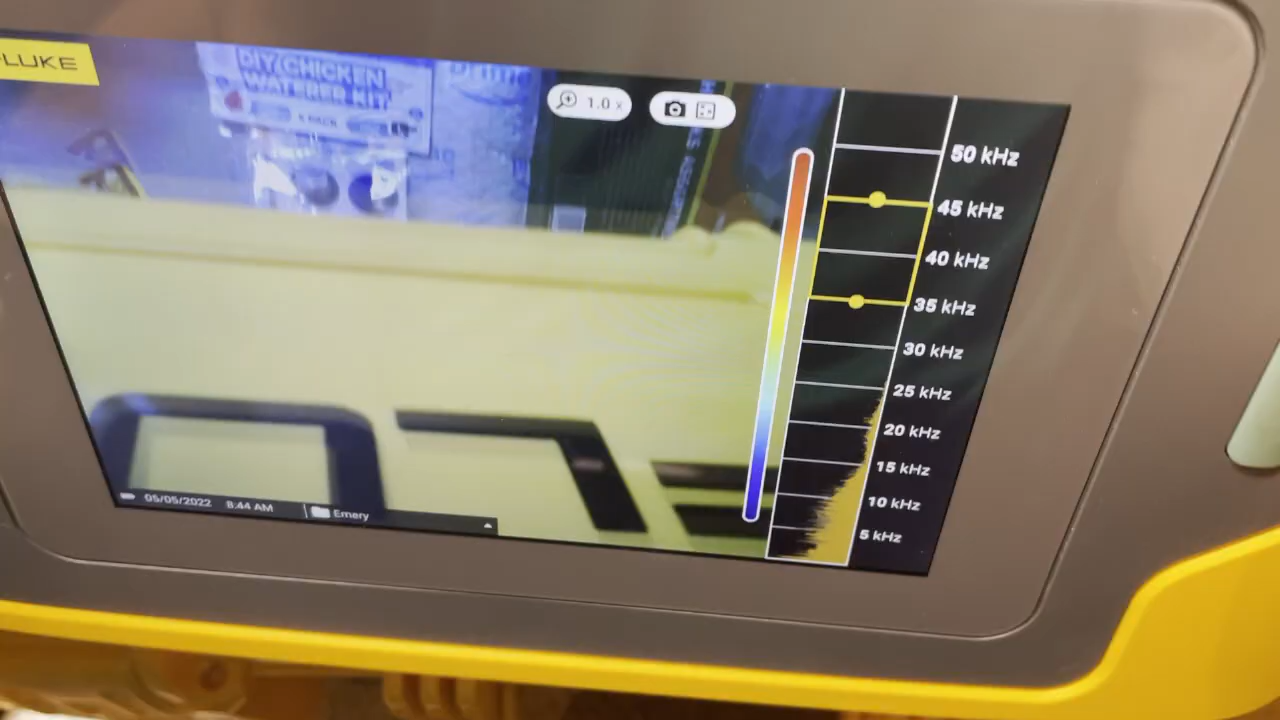 LUKE
DIY CHICKEN
WATERER KIT
1.0 x
50 kHz
45 kHz
40 kHz
35 kHz
30 kHz
25 kHz
20 kHz
15 kHz
10 kHz
5 kHz
05/05/2022 8:44 AM Emery